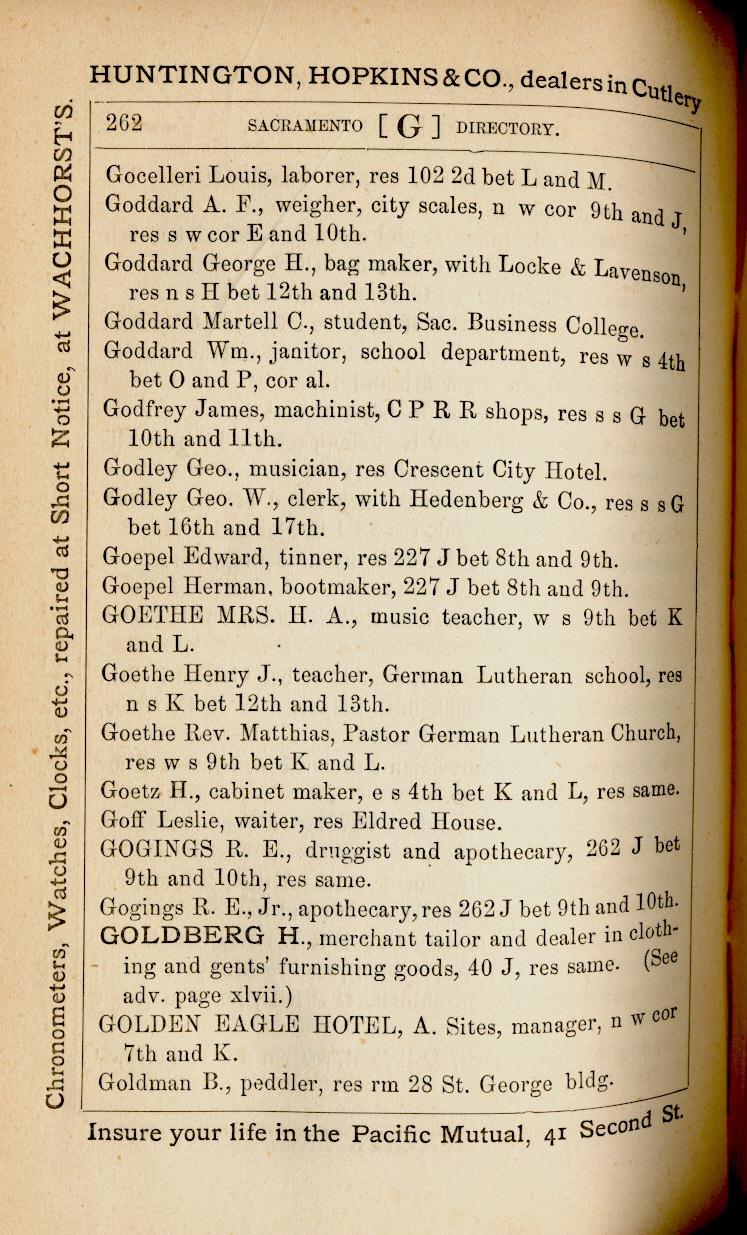 HUNTINGTON, HOPKINS & CO., dealers in Cutlery
262 SACRAMENTO [ G ] DIRECTORY.
Gocelleri Louis, laborer, res 102 2d bet L and M.
Goddard A. F., weigher, city scales, n w cor 9th and J,
res s w cor E and 10th.
Goddard George H., bag maker, with Locke & Lavenson,
res n s H bet 12th and 13th.
Goddard Martell C., student, Sac. Business College.
Goddard Wm., janitor, school department, res w s 4th
bet O and P, cor al.
Godfrey James, machinist, C P R R shops, res s s G bet
10th and 11th.
Godley Geo., musician, res Crescent City Hotel.
Godley Geo. W., clerk, with Hedenberg & Co., res s s G
bet 16th and 17th.
Goepel Edward, tinner, res 227 J bet 8th and 9th.
Goepel Herman, bootmaker, 227 J bet 8th and 9th.
GOETHE MRS. H. A., music teacher, w s 9th bet K
and L.
Goethe Henry J., teacher, German Lutheran school, res
n s K bet 12th and 13th.
Goethe Rev. Matthias, Pastor German Lutheran Church,
res w s 9th bet K and L.
Goetz H., cabinet maker, e s 4th bet K and L, res same.
Goff Leslie, waiter, res Eldred House.
GOGINGS R. E., druggist and apothecary, 262 J bet
9th and 10th, res same.
Gogings R. E., Jr., apothecary, res 262 J bet 9th and 10th.
GOLDBERG H., merchant tailor and dealer in cloth-
ing and gents' furnishing goods, 40 J, res same. (See
adv. page xlvii.)
GOLDEN EAGLE HOTEL, A. Sites, manager, n w cor
7th and K.
Goldman B., peddler, res rm 28 St. George bldg.
Insure your life in the Pacific Mutual, 41 Second St.
Chronometers, Watches, Clocks, etc., repaired at Short Notice, at WACHHORST'S.